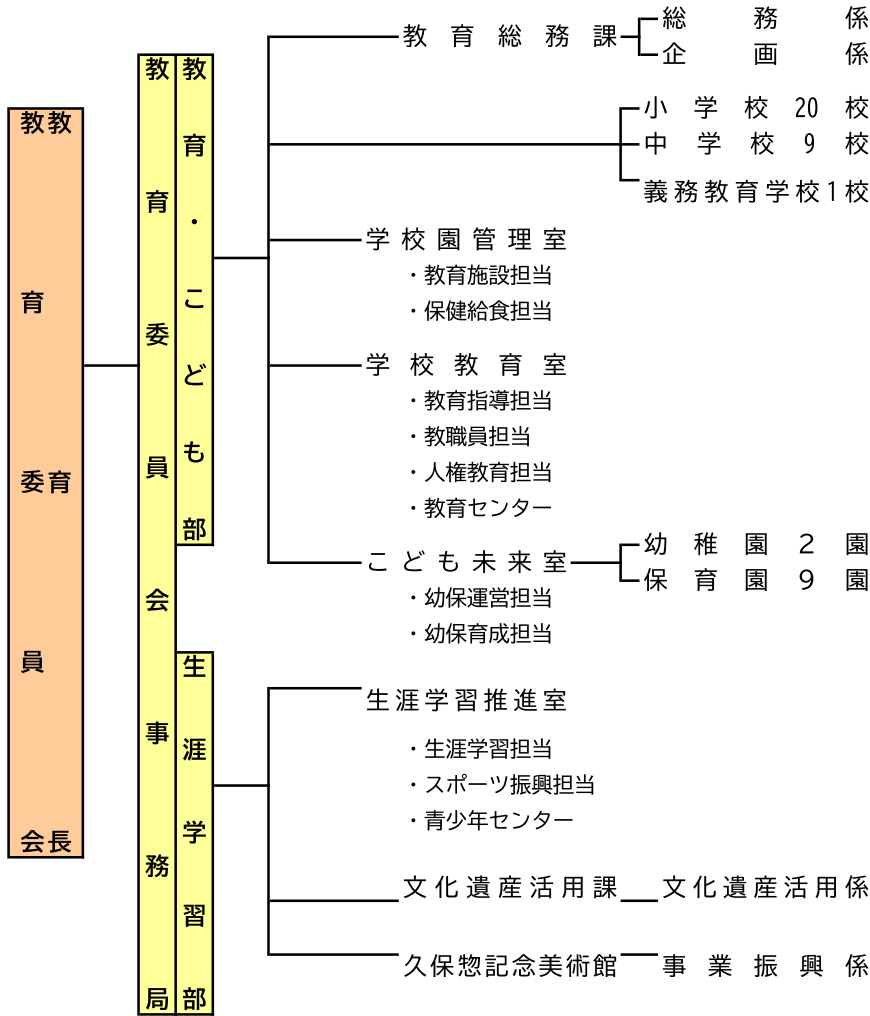 教育委員会
教育長
教育委員会事務局
教育・こども部
教育総務課
総務係
企画係
小学校20校
中学校9校
義務教育学校1校
学校園管理室
・教育施設担当
・保健給食担当
学校教育室
・教育指導担当
・教職員担当
・人権教育担当
・教育センター
こども未来室
幼稚園2園
保育園9園
・幼保運営担当
・幼保育成担当
生涯学習部
生涯学習推進室
・生涯学習担当
・スポーツ振興担当
・青少年センター
文化遺産活用課
文化遺産活用係
久保惣記念美術館
事業振興係